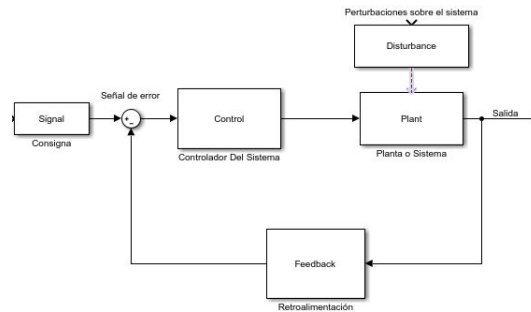 Perturbaciones sobre el sistema
Disturbance
Señal de error
Signal
+
-
Control
Plant
Salida
Consigna
Controlador Del Sistema
Planta o Sistema
Feedback
Retroalimentación